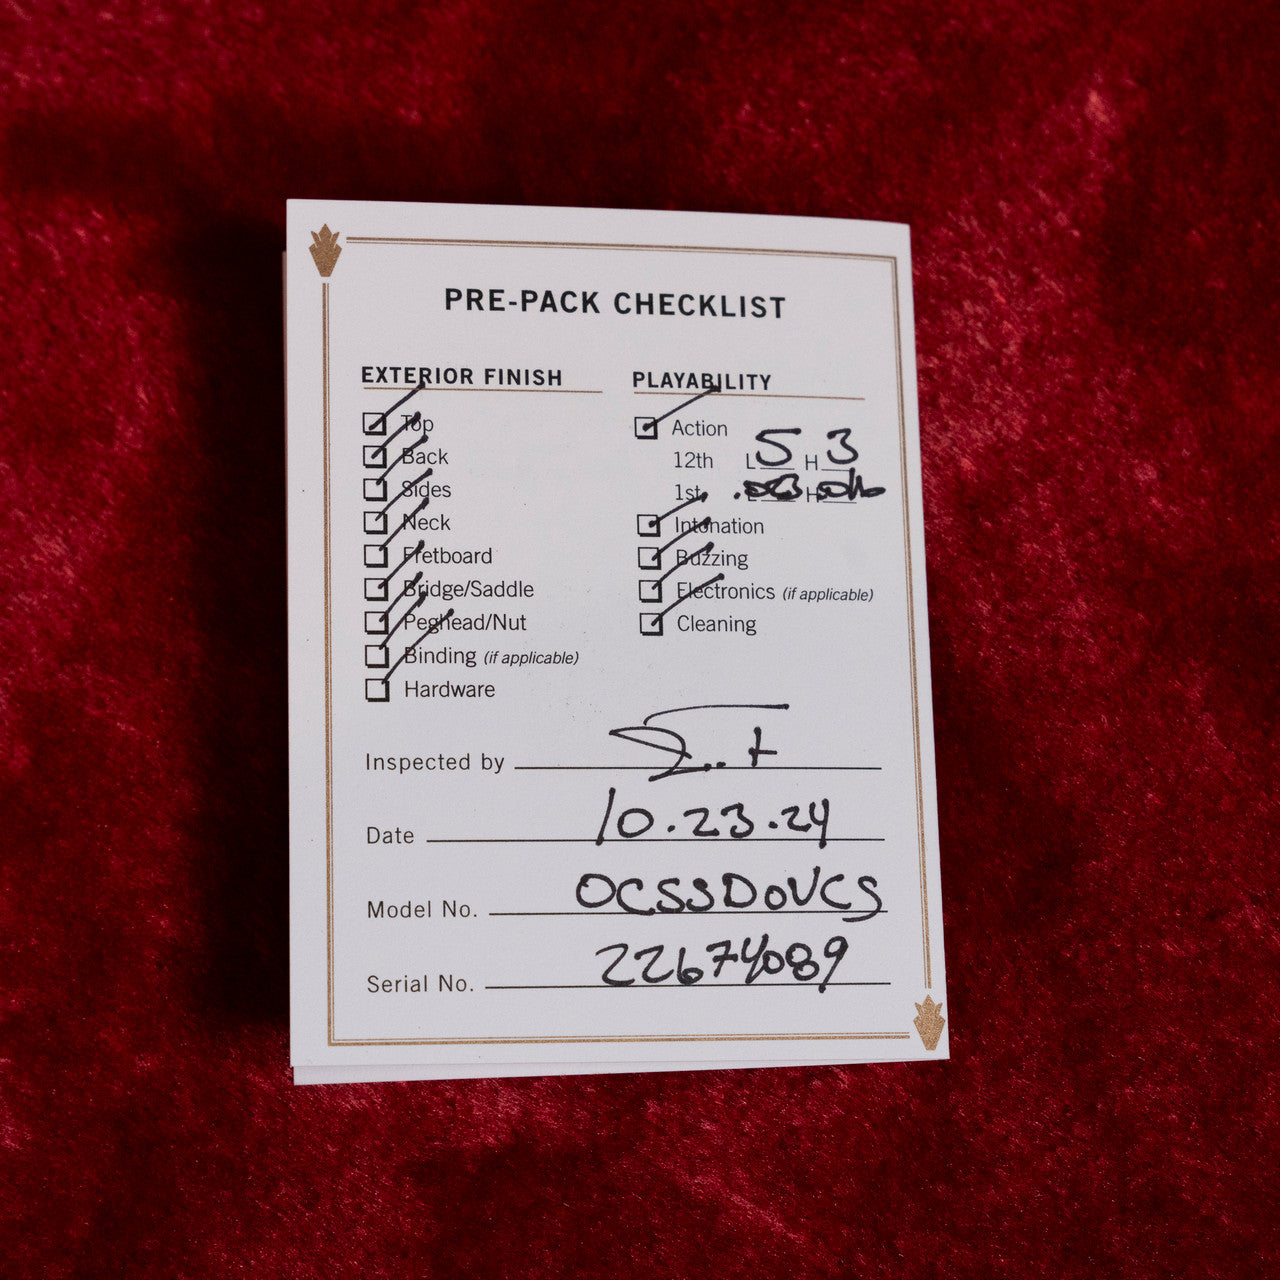 PRE-PACK CHECKLIST
EXTERIOR FINISH
Top
Back
Sides
Neck
Fretboard
Bridge/Saddle
Peghead/Nut
Binding (if applicable)
Hardware
PLAYABILITY
Action
12th L 5 H 3
1st L H
Intonation
Buzzing
Electronics (if applicable)
Cleaning
Inspected by
Date 10.23.24
Model No. OCSSDOVCS
Serial No. 22674089